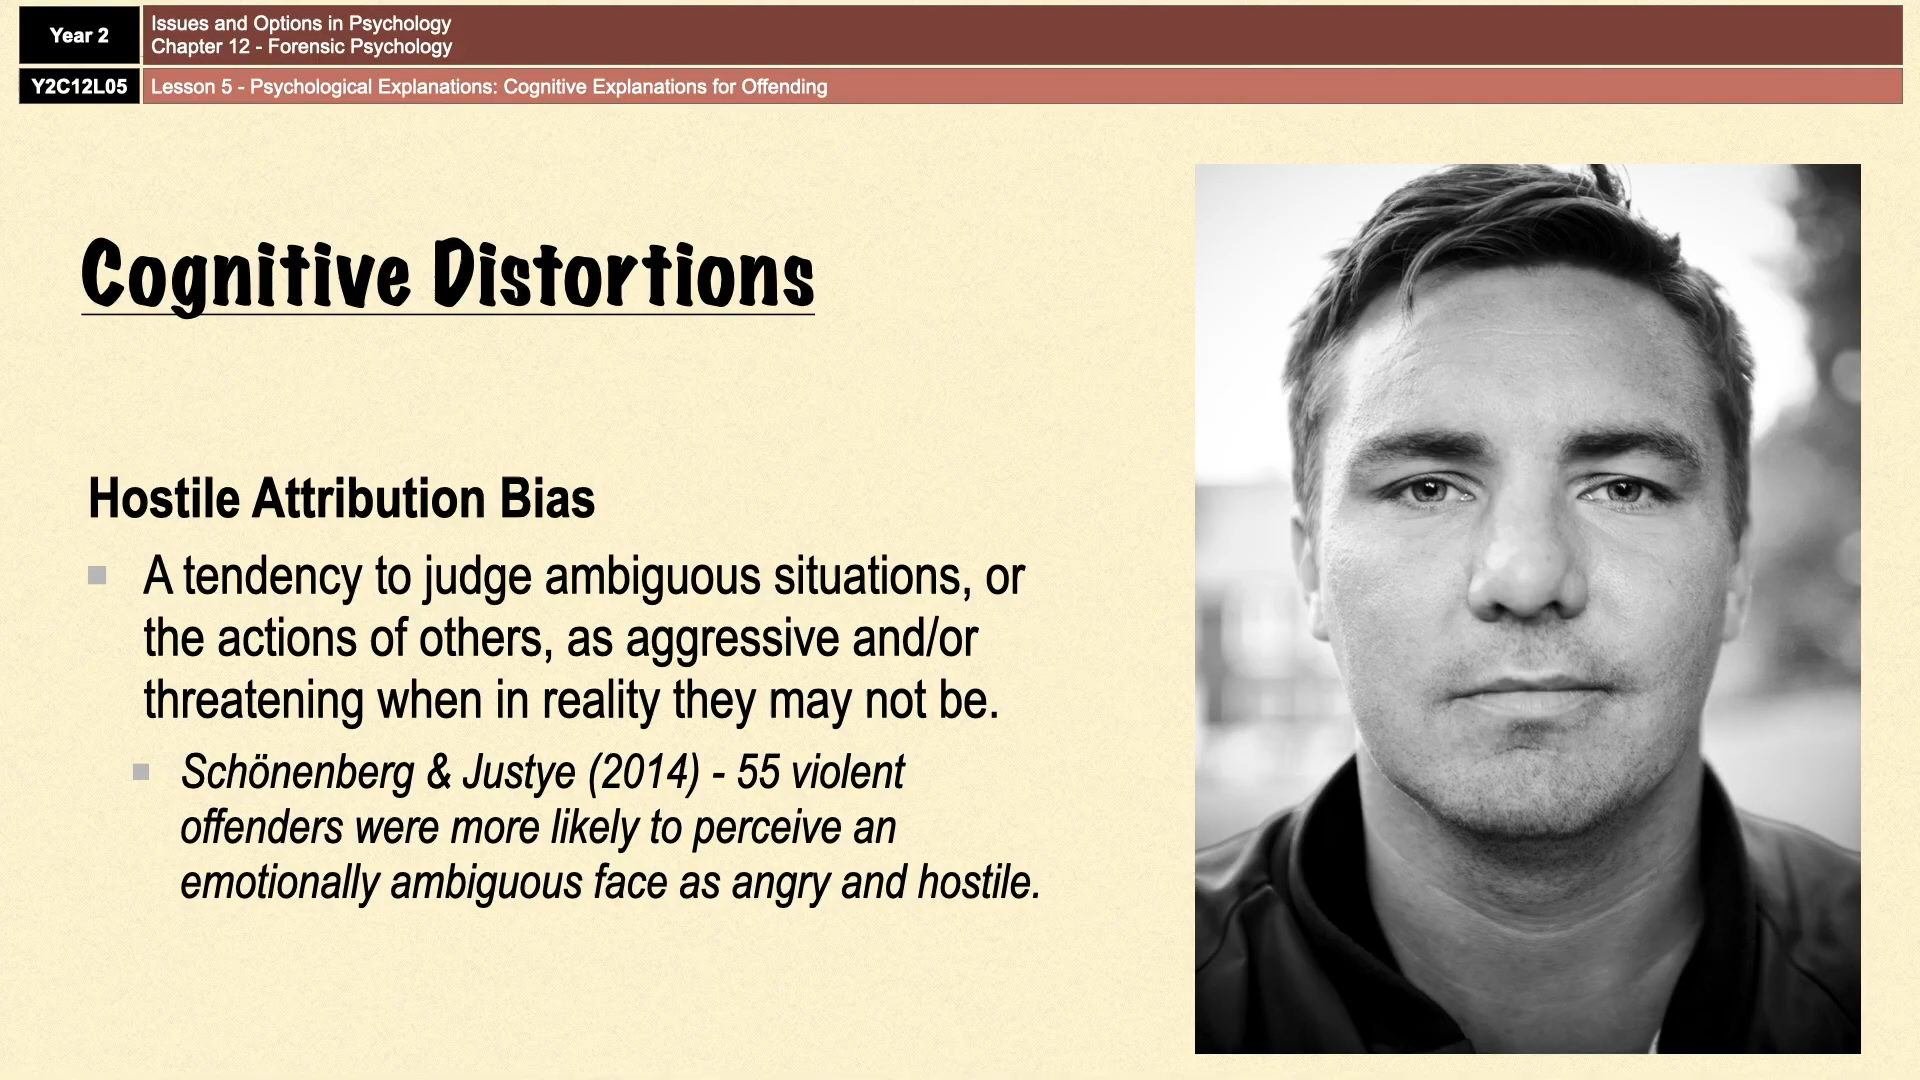 Year 2
Issues and Options in Psychology
Chapter 12 - Forensic Psychology
Y2C12L05
Lesson 5 - Psychological Explanations: Cognitive Explanations for Offending
Cognitive Distortions
Hostile Attribution Bias
A tendency to judge ambiguous situations, or
the actions of others, as aggressive and/or
threatening when in reality they may not be.
Schönenberg & Justye (2014) - 55 violent
offenders were more likely to perceive an
emotionally ambiguous face as angry and hostile.